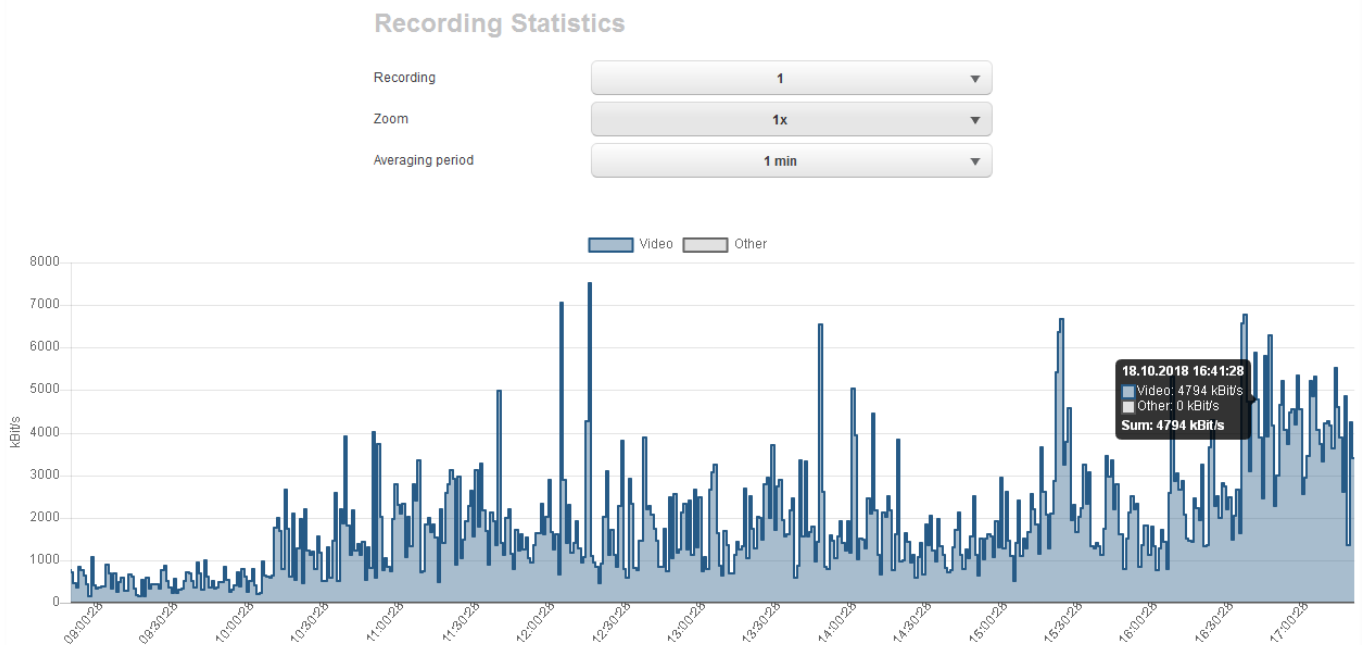 Recording Statistics
Recording 1
Zoom 1x
Averaging period 1 min
Video Other
8000
7000
6000
5000
4000
3000
2000
1000
0
kBit/s
18.10.2018 16:41:28
Video: 4794 kBit/s
Other: 0 kBit/s
Sum: 4794 kBit/s
09:00:28 09:30:28 10:00:28 10:30:28 11:00:28 11:30:28 12:00:28 12:30:28 13:00:28 13:30:28 14:00:28 14:30:28 15:00:28 15:30:28 16:00:28 16:30:28 17:00:28